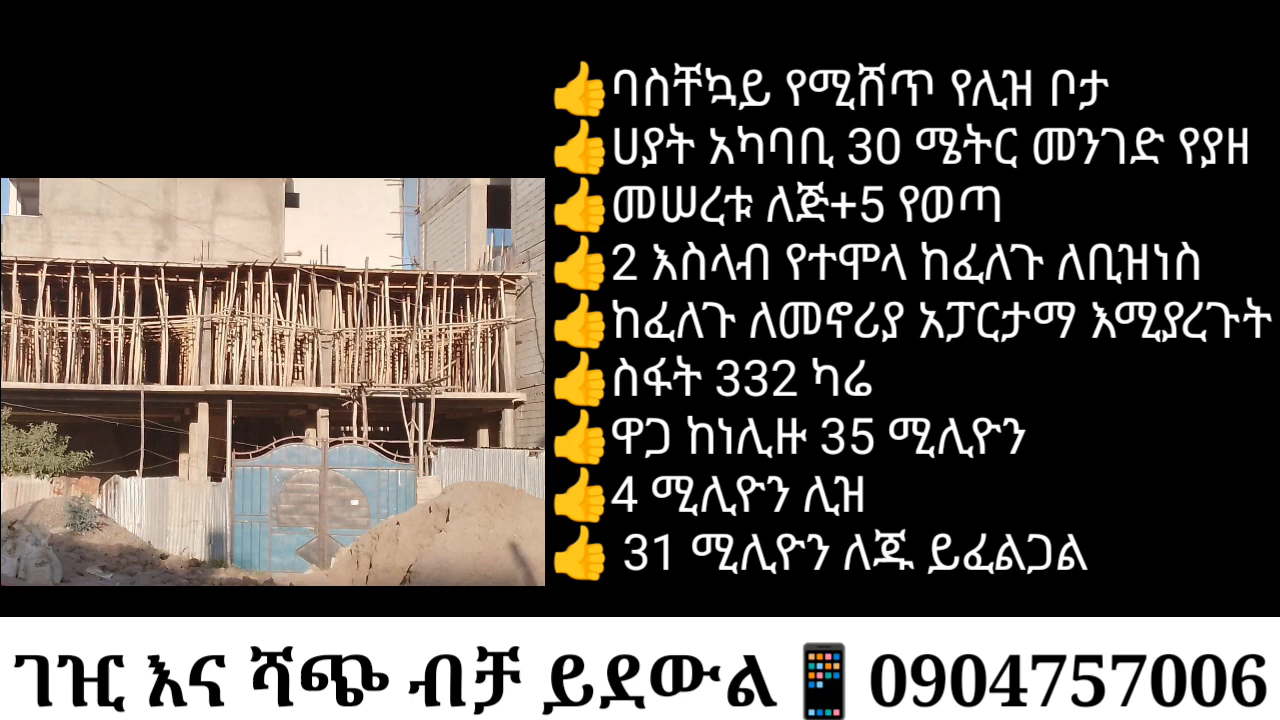 👍ባስቸኳይ የሚሸጥ የሊዝ ቦታ
👍ሀያት አካባቢ 30 ሜትር መንገድ የያዘ
👍መሠረቱ ለጅ+5 የወጣ
👍2 እስላብ የተሞላ ከፈለጉ ለቢዝነስ
👍ከፈለጉ ለመኖሪያ አፓርታማ እሚያረጉት
👍ስፋት 332 ካሬ
👍ዋጋ ከነሊዙ 35 ሚሊዮን
👍4 ሚሊዮን ሊዝ
👍 31 ሚሊዮን ለጁ ይፈልጋል
ገዢ እና ሻጭ ብቻ ይደውል📱0904757006